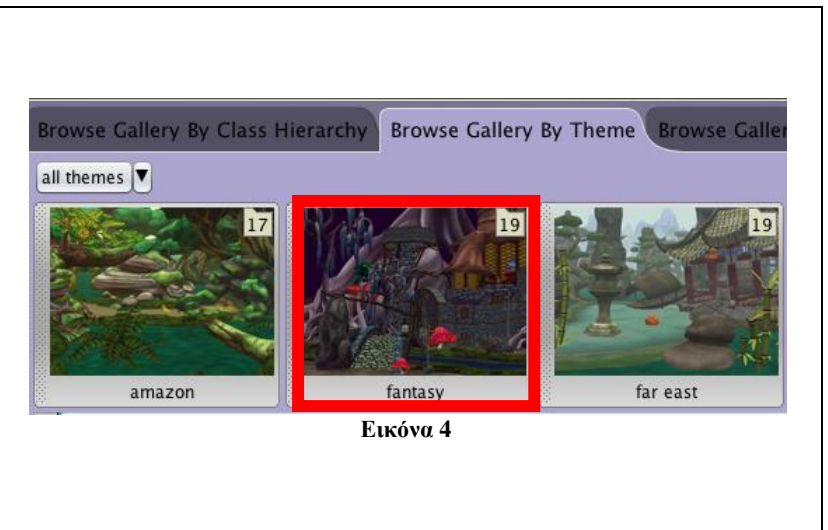 Browse Gallery By Class Hierarchy Browse Gallery By Theme Browse Galler
all themes
17 19 19
amazon fantasy far east
Εικόνα 4